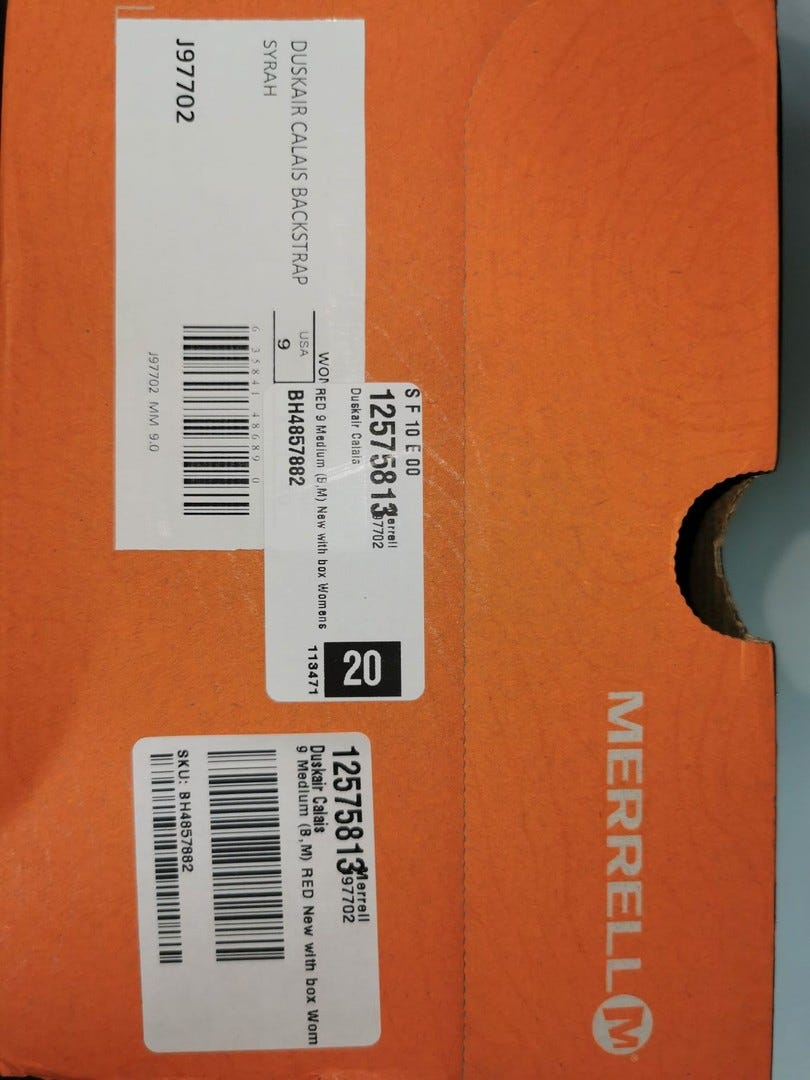 DUSKAIR CALAIS BACKSTRAP
SYRAH
J97702
USA
9
6 35841 48689 0
J97702 MM 9.0
S F 10 E 00
12575813
Merrell
J97702
Duskair Calais
RED 9 Medium (B,M) New with box Womens
BH4857882
20
113471
12575813
Merrell
J97702
Duskair Calais
9 Medium (B,M) RED New with box Wom
SKU: BH4857882
MERRELL M